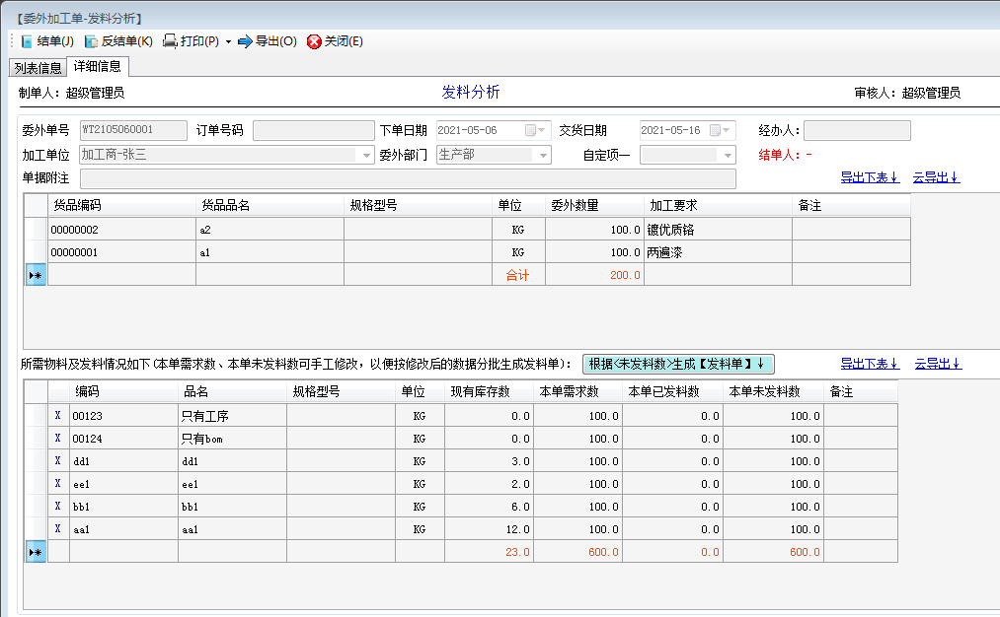 【委外加工单-发料分析】
结单(J) 反结单(K) 打印(P) 导出(O) 关闭(E)
列表信息 详细信息
制单人：超级管理员 发料分析 审核人：超级管理员
委外单号 WT2105060001 订单号码 下单日期 2021-05-06 交货日期 2021-05-16 经办人：
加工单位 加工商-张三 委外部门 生产部 自定项一 结单人：-
单据附注 导出下表↓ 云导出↓
货品编码 货品品名 规格型号 单位 委外数量 加工要求 备注
00000002 a2 KG 100.0 镀优质铬
00000001 a1 KG 100.0 两遍漆
合计 200.0
所需物料及发料情况如下(本单需求数、本单未发料数可手工修改，以便按修改后的数据分批生成发料单)： 根据<未发料数>生成【发料单】↓ 导出下表↓ 云导出↓
编码 品名 规格型号 单位 现有库存数 本单需求数 本单已发料数 本单未发料数 备注
X 00123 只有工序 KG 0.0 100.0 0.0 100.0
X 00124 只有bom KG 0.0 100.0 0.0 100.0
X dd1 dd1 KG 3.0 100.0 0.0 100.0
X ee1 ee1 KG 2.0 100.0 0.0 100.0
X bb1 bb1 KG 6.0 100.0 0.0 100.0
X aa1 aa1 KG 12.0 100.0 0.0 100.0
23.0 600.0 0.0 600.0